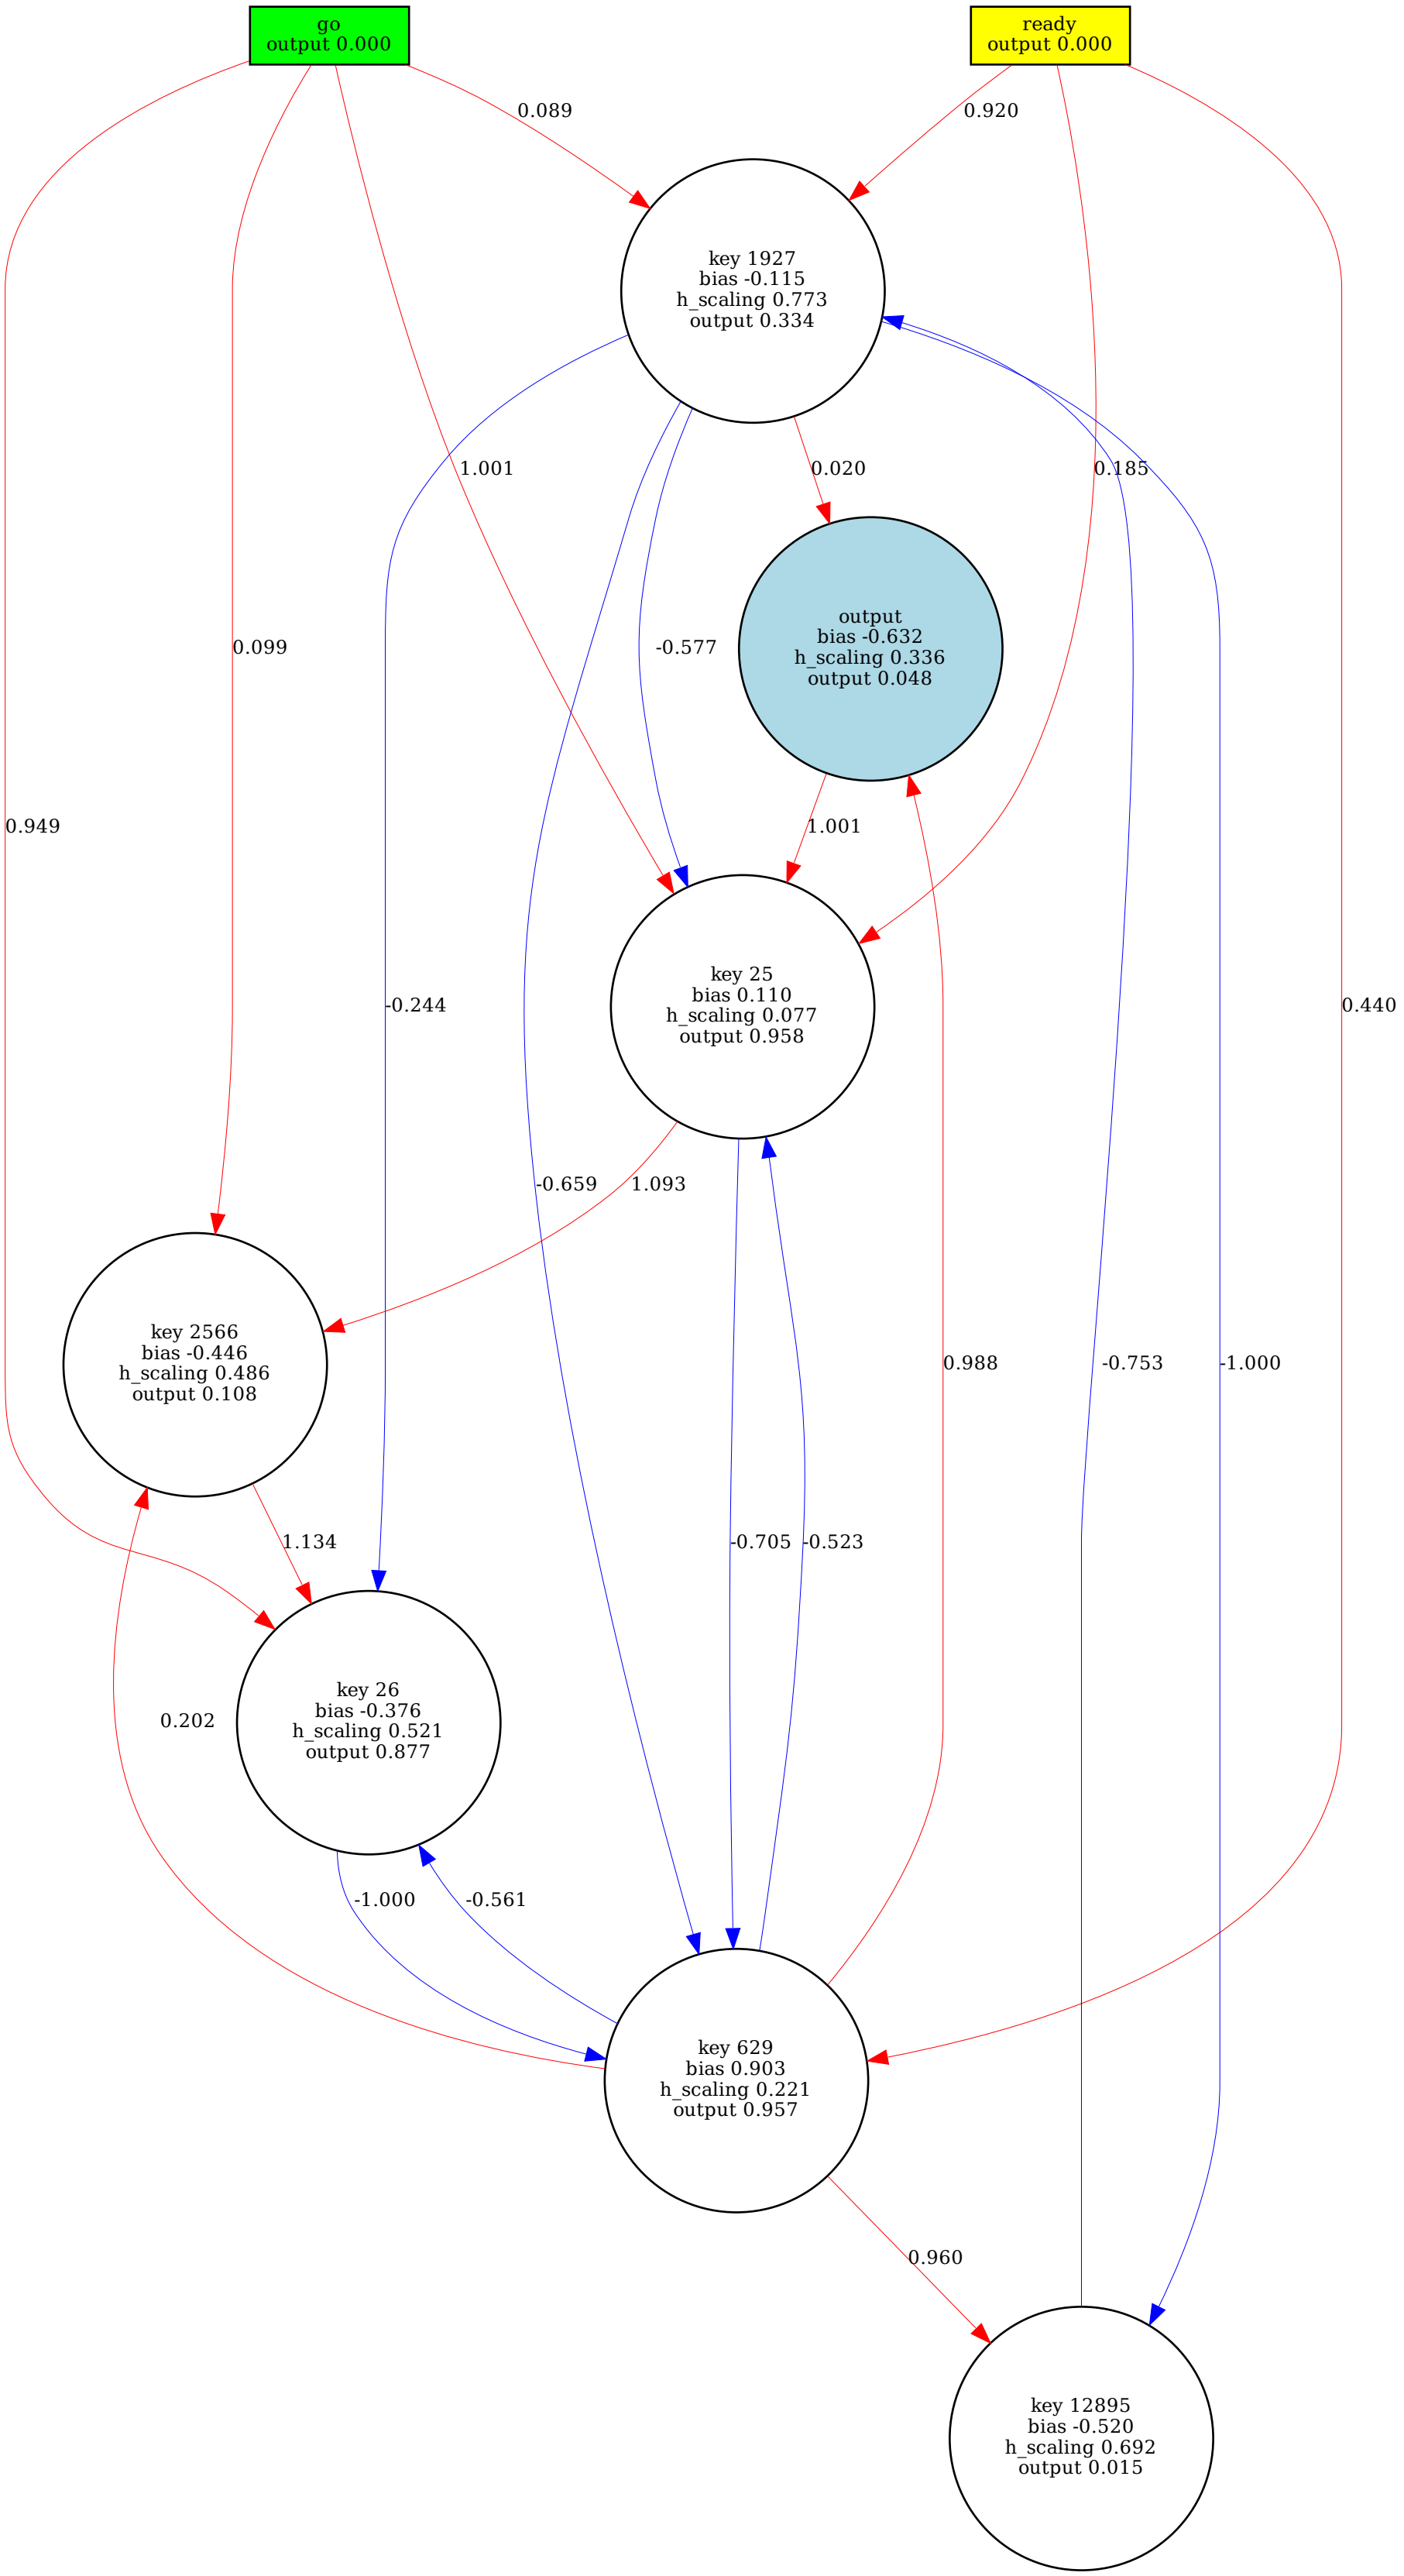 go
output 0.000
ready
output 0.000
0.089
0.920
key 1927
bias -0.115
h_scaling 0.773
output 0.334
1.001
0.020
0.185
0.099
-0.577
output
bias -0.632
h_scaling 0.336
output 0.048
0.949
1.001
-0.244
key 25
bias 0.110
h_scaling 0.077
output 0.958
0.440
-0.659
1.093
key 2566
bias -0.446
h_scaling 0.486
output 0.108
0.988
-0.753
-1.000
1.134
-0.705
-0.523
0.202
key 26
bias -0.376
h_scaling 0.521
output 0.877
-1.000
-0.561
key 629
bias 0.903
h_scaling 0.221
output 0.957
0.960
key 12895
bias -0.520
h_scaling 0.692
output 0.015